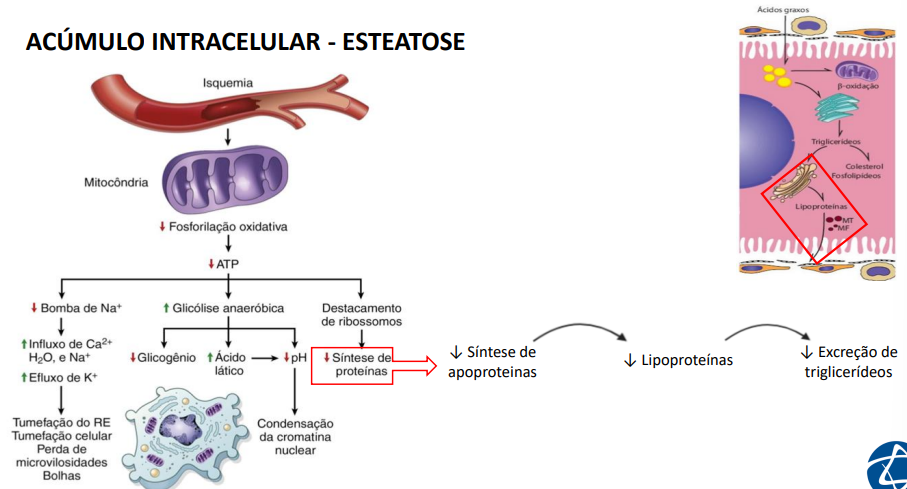 ACÚMULO INTRACELULAR - ESTEATOSE
Isquemia
Mitocôndria
↓ Fosforilação oxidativa
↓ ATP
↓ Bomba de Na⁺
↑ Influxo de Ca²⁺
H₂O, e Na⁺
↑ Efluxo de K⁺
Tumefação do RE
Tumefação celular
Perda de
microvilosidades
Bolhas
↑ Glicólise anaeróbica
↓ Glicogênio
↑ Ácido
lático
↓ pH
Condensação
da cromatina
nuclear
Destacamento
de ribossomos
↓ Síntese de
proteínas
↓ Síntese de
apoproteinas
↓ Lipoproteínas
↓ Excreção de
triglicerídeos
Ácidos graxos
β-oxidação
Triglicerídeos
Colesterol
Fosfolipídeos
Lipoproteínas
MT
MF